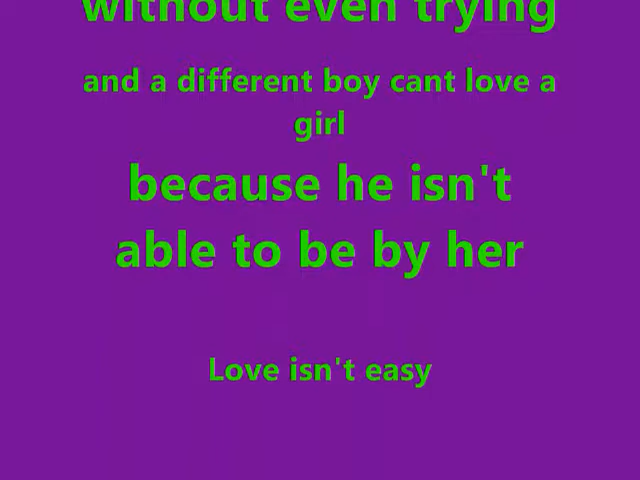 without even trying
and a different boy cant love a
girl
because he isn't
able to be by her
Love isn't easy